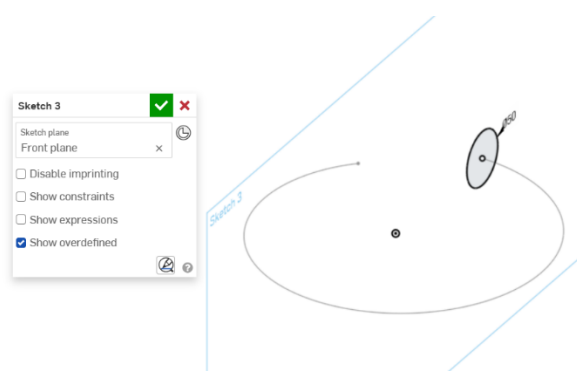 Sketch 3
Sketch plane
Front plane
Disable imprinting
Show constraints
Show expressions
Show overdefined
Sketch 3